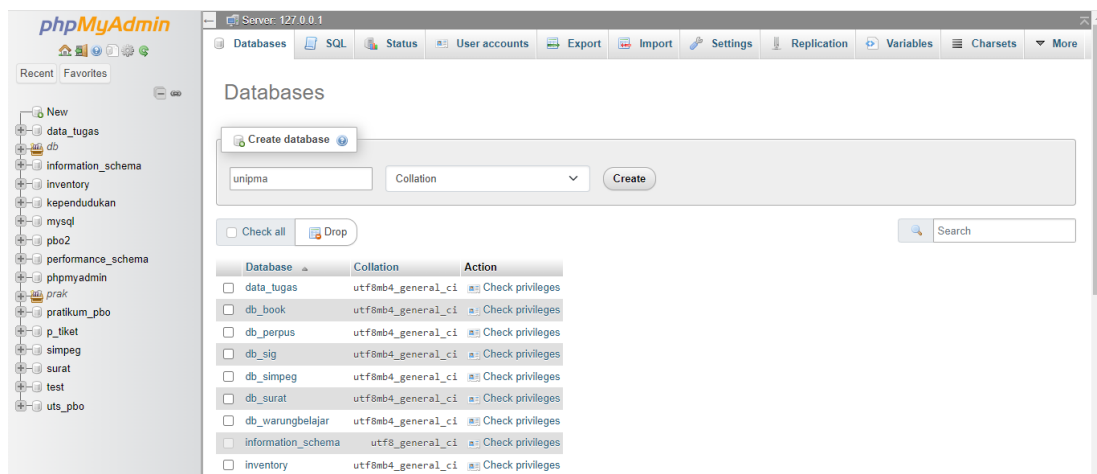 phpMyAdmin
Recent Favorites
New
data_tugas
db
information_schema
inventory
kependudukan
mysql
pbo2
performance_schema
phpmyadmin
prak
pratikum_pbo
p_tiket
simpeg
surat
test
uts_pbo
Server: 127.0.0.1
Databases SQL Status User accounts Export Import Settings Replication Variables Charsets More
Databases
Create database
unipma Collation Create
Check all Drop Search
Database Collation Action
data_tugas utf8mb4_general_ci Check privileges
db_book utf8mb4_general_ci Check privileges
db_perpus utf8mb4_general_ci Check privileges
db_sig utf8mb4_general_ci Check privileges
db_simpeg utf8mb4_general_ci Check privileges
db_surat utf8mb4_general_ci Check privileges
db_warungbelajar utf8mb4_general_ci Check privileges
information_schema utf8_general_ci Check privileges
inventory utf8mb4_general_ci Check privileges